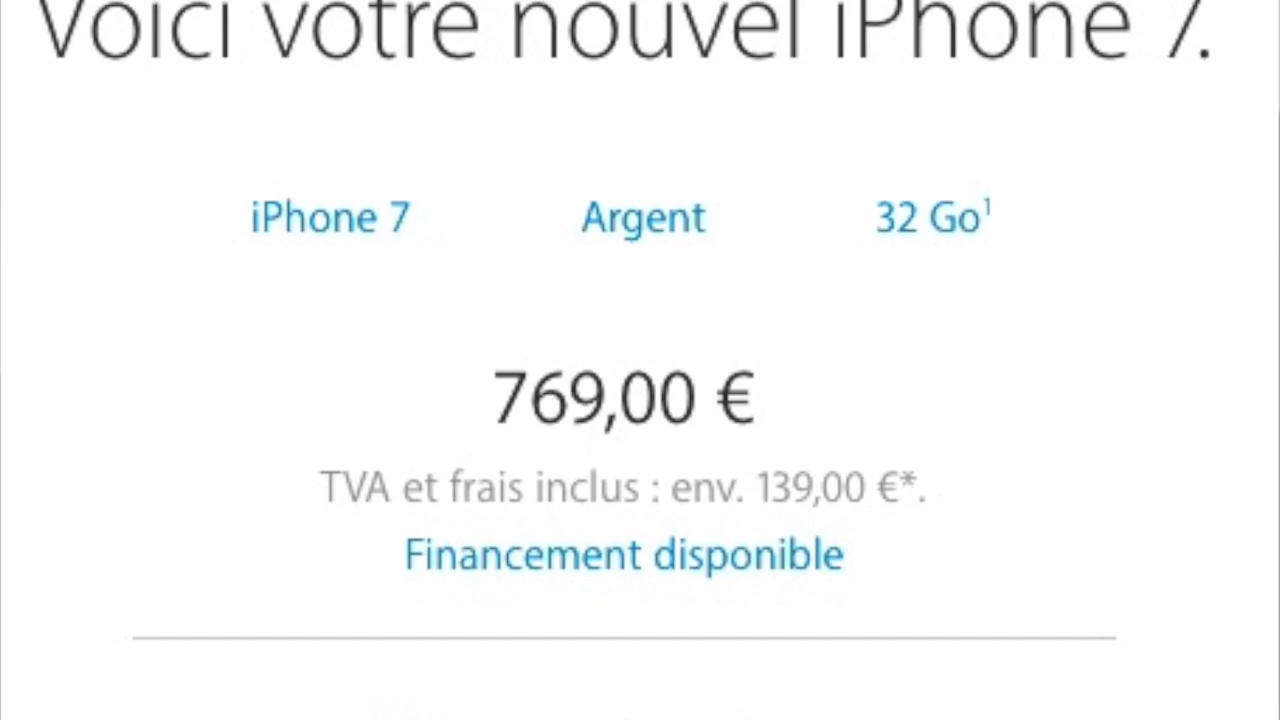 Voici votre nouvel iPhone 7.
iPhone 7 Argent 32 Go¹
769,00 €
TVA et frais inclus : env. 139,00 €*.
Financement disponible